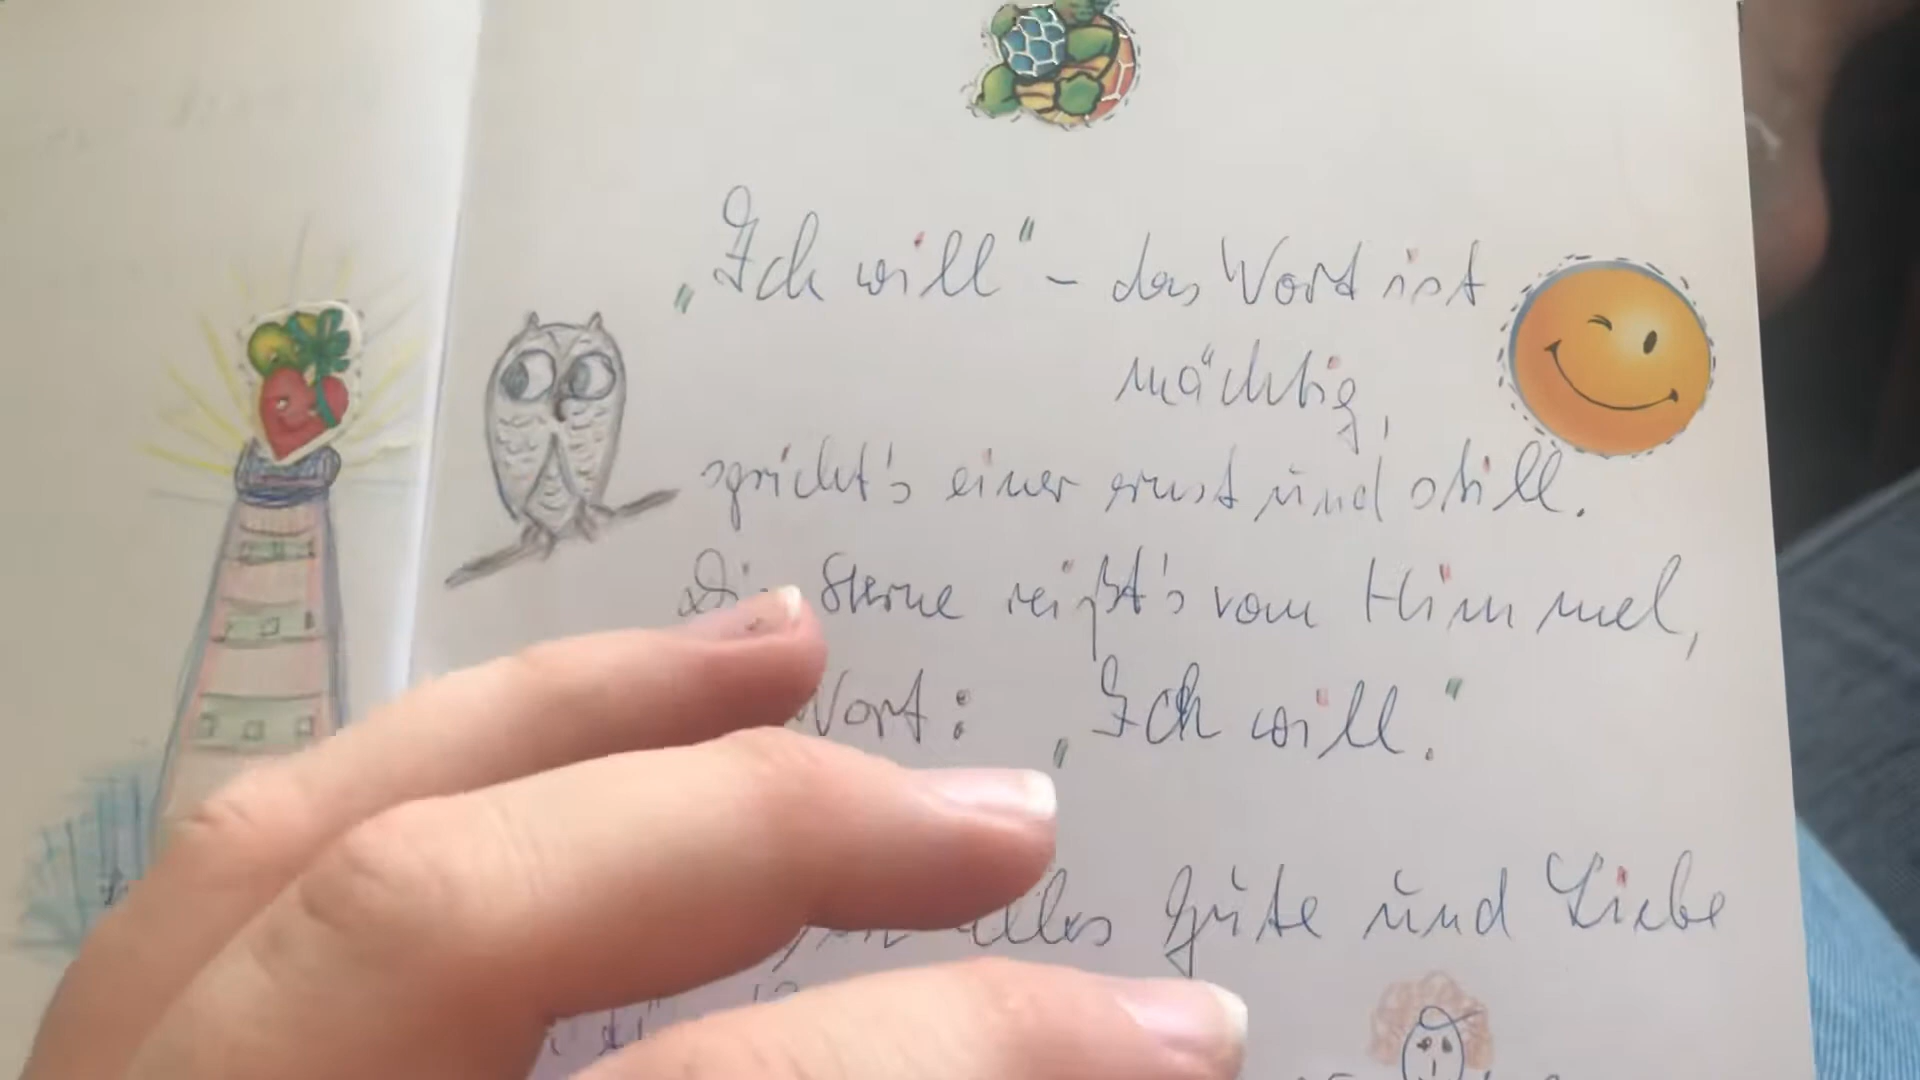 „Ich will" – das Wort ist
mächtig,
spricht's einer ernst und still.
Die Sterne reißt's vom Himmel,
Wort: „Ich will."
alles Gute und Liebe